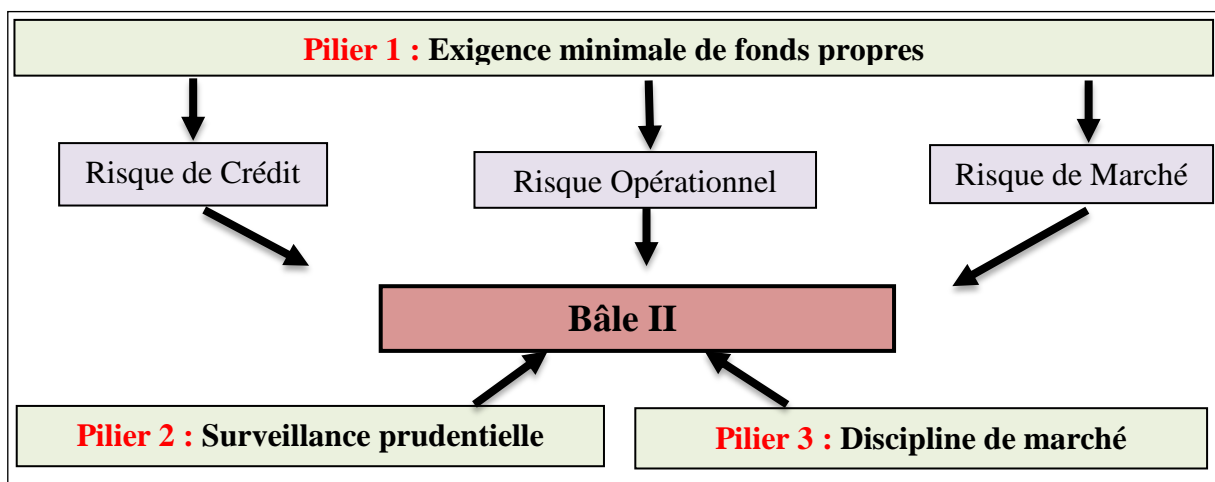 Pilier 1 : Exigence minimale de fonds propres
Risque de Crédit
Risque Opérationnel
Risque de Marché
Bâle II
Pilier 2 : Surveillance prudentielle
Pilier 3 : Discipline de marché